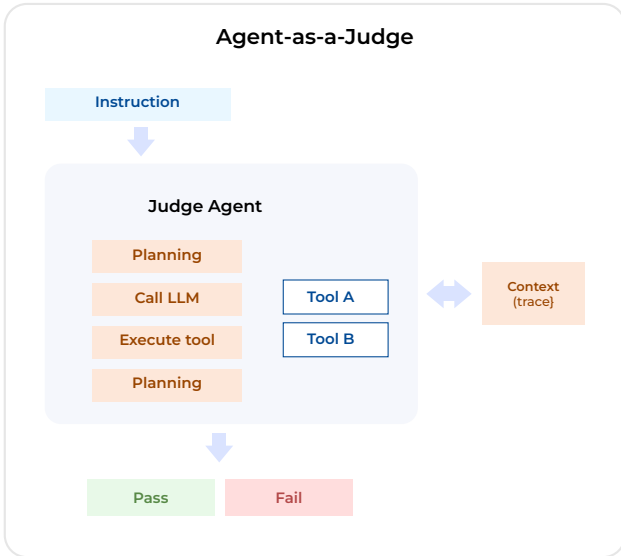 Agent-as-a-Judge
Instruction
Judge Agent
Planning
Call LLM
Execute tool
Planning
Tool A
Tool B
Context
(trace}
Pass
Fail